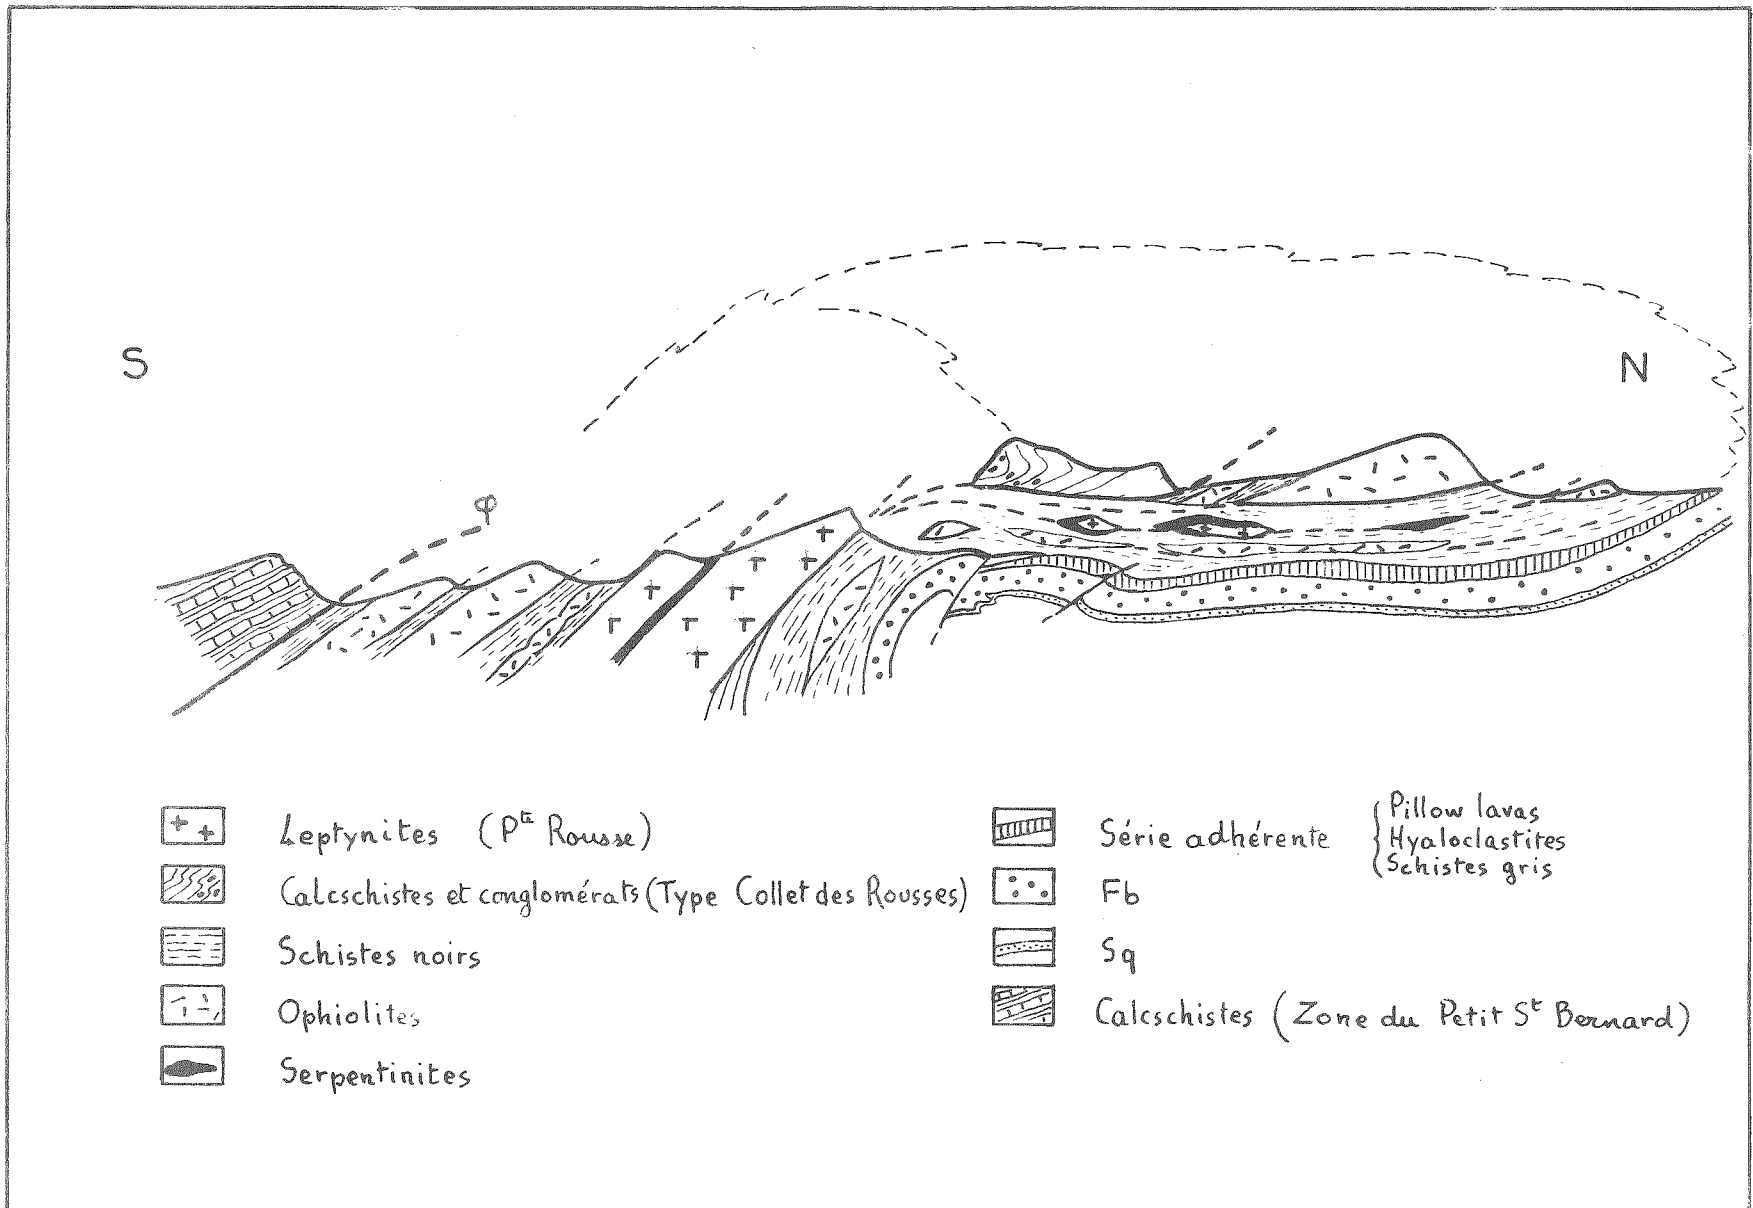 S
N
φ
Leptynites (Pte Rousse)
Calcschistes et conglomérats (Type Collet des Rousses)
Schistes noirs
Ophiolites
Serpentinites
Série adhérente
Pillow lavas
Hyaloclastites
Schistes gris
Fb
Sq
Calcschistes (Zone du Petit St Bernard)